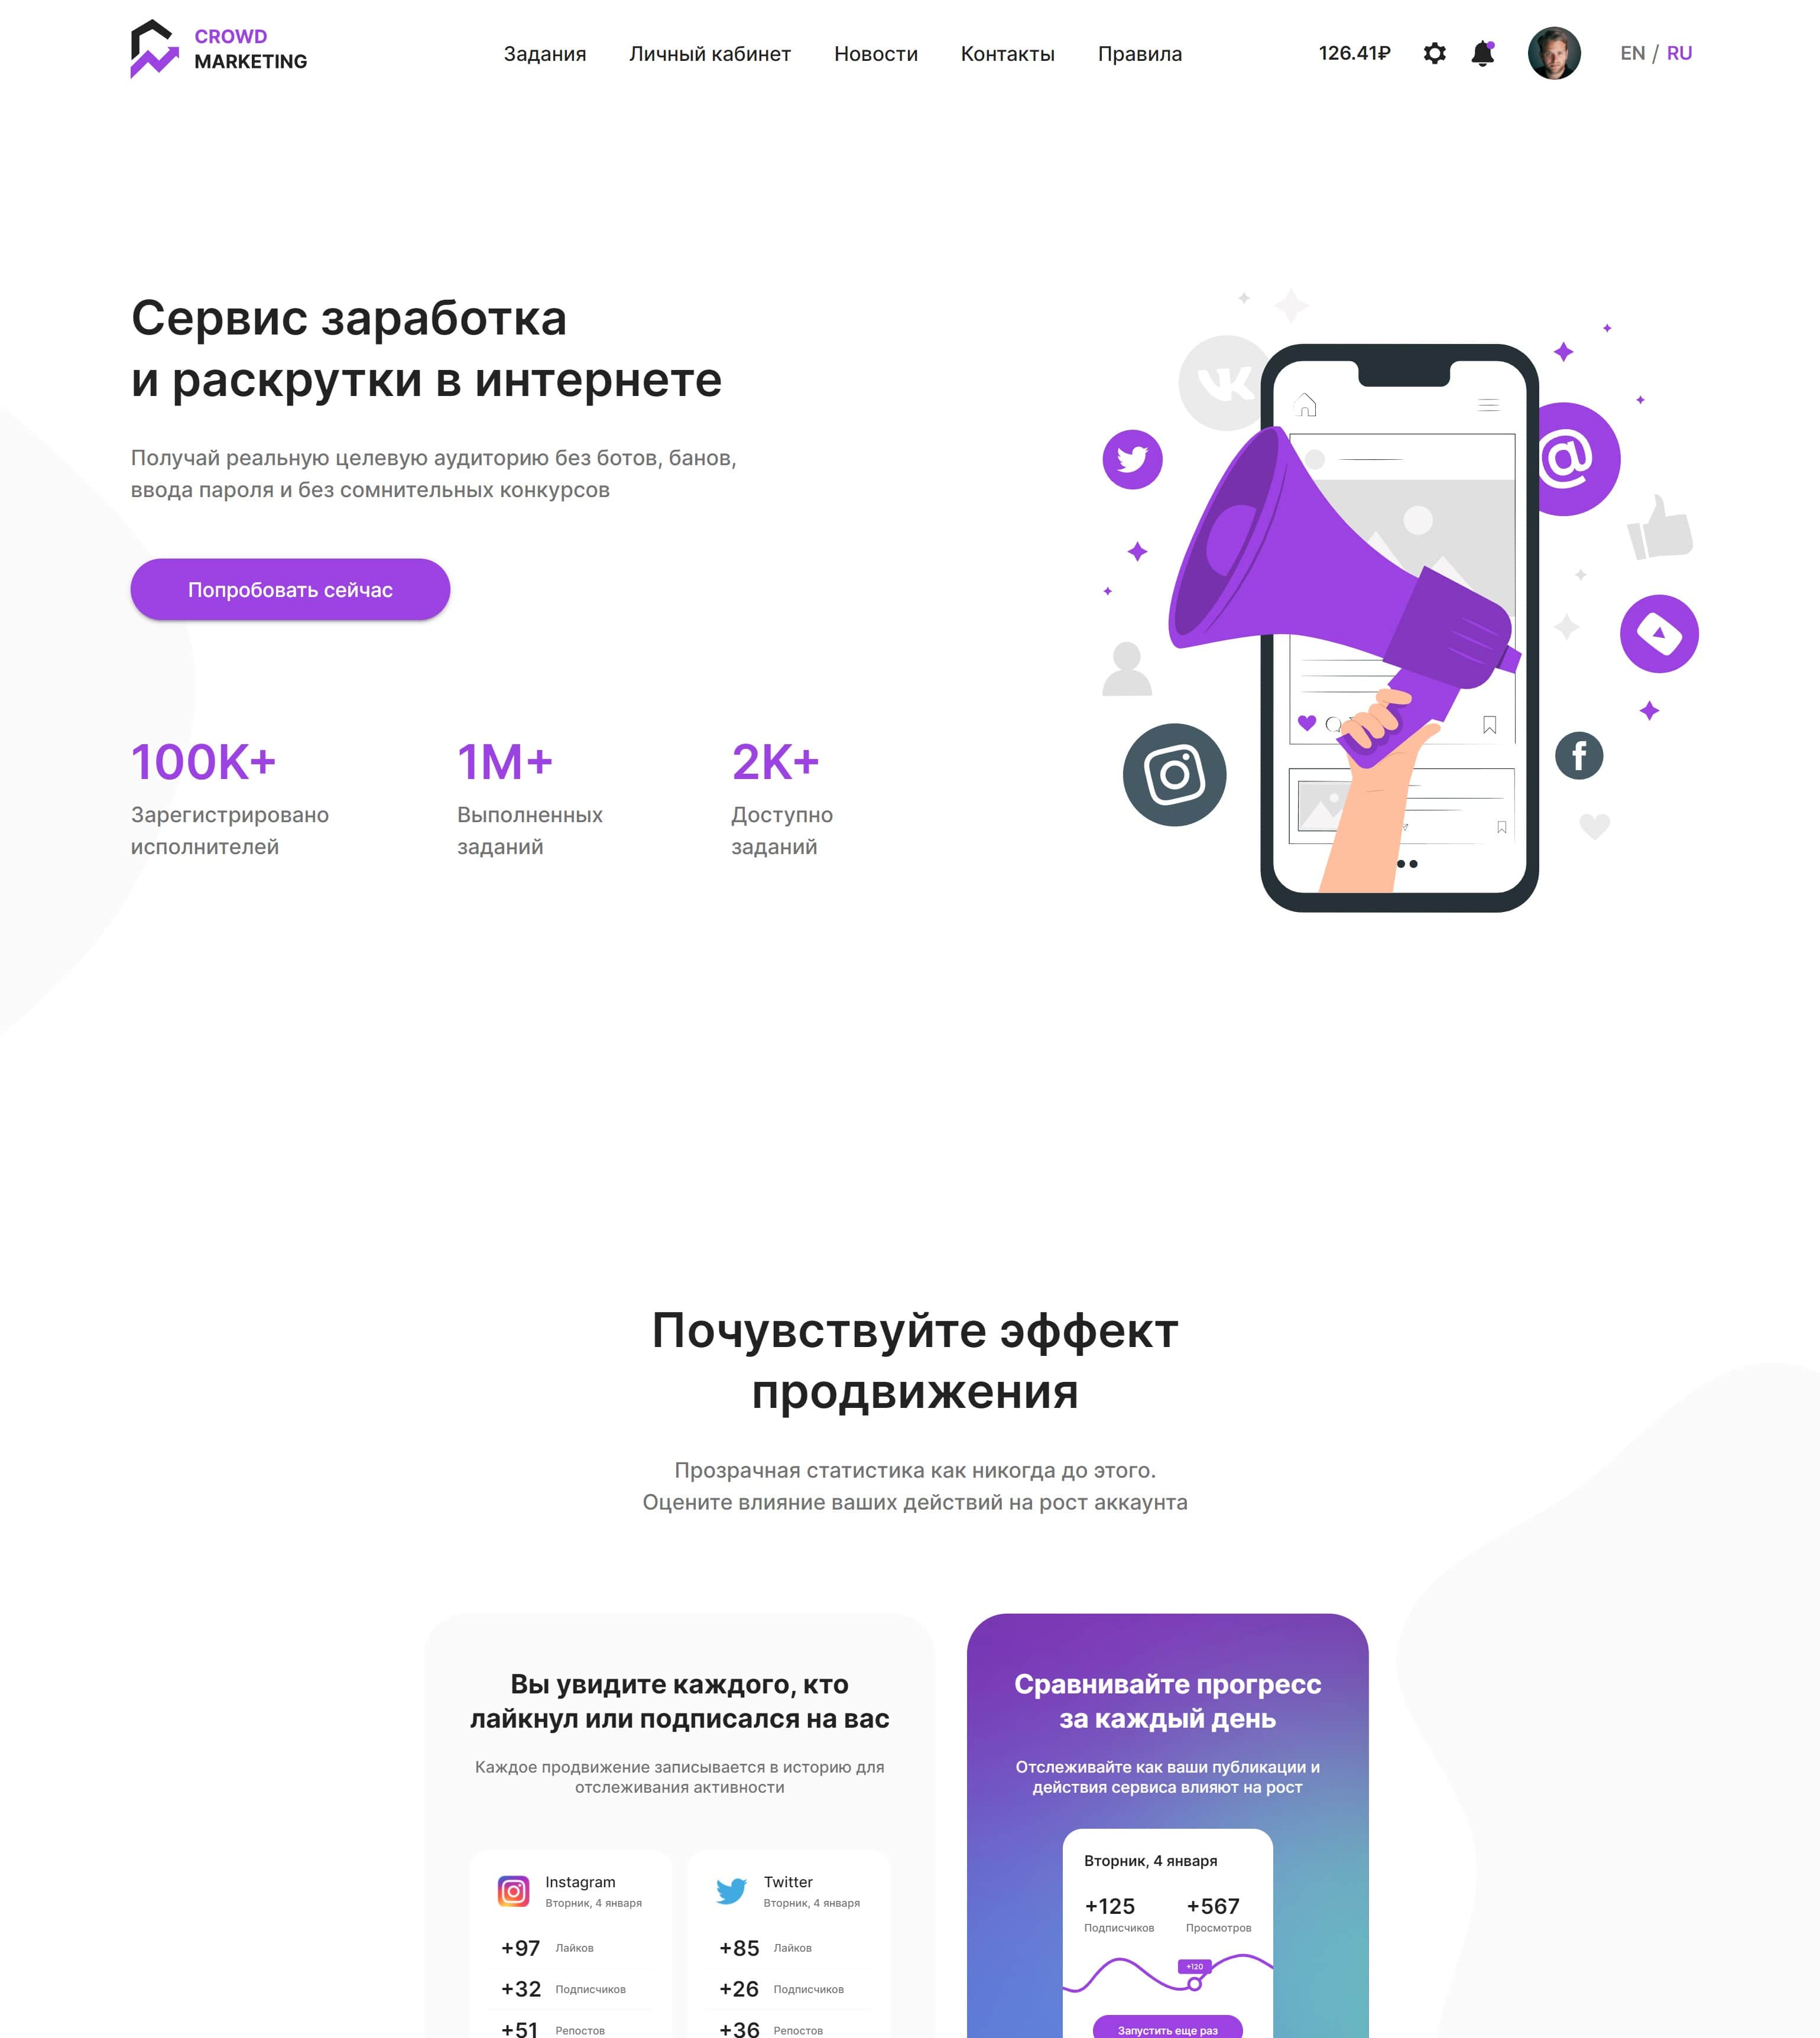 CROWD
MARKETING
Задания
Личный кабинет
Новости
Контакты
Правила
126.41₽
EN / RU
Сервис заработка
и раскрутки в интернете
Получай реальную целевую аудиторию без ботов, банов,
ввода пароля и без сомнительных конкурсов
Попробовать сейчас
100K+
Зарегистрировано
исполнителей
1M+
Выполненных
заданий
2K+
Доступно
заданий
Почувствуйте эффект
продвижения
Прозрачная статистика как никогда до этого.
Оцените влияние ваших действий на рост аккаунта
Вы увидите каждого, кто
лайкнул или подписался на вас
Каждое продвижение записывается в историю для
отслеживания активности
Instagram
Вторник, 4 января
+97 Лайков
+32 Подписчиков
+51 Репостов
Twitter
Вторник, 4 января
+85 Лайков
+26 Подписчиков
+36 Репостов
Сравнивайте прогресс
за каждый день
Отслеживайте как ваши публикации и
действия сервиса влияют на рост
Вторник, 4 января
+125
Подписчиков
+567
Просмотров
+120
Запустить еще раз